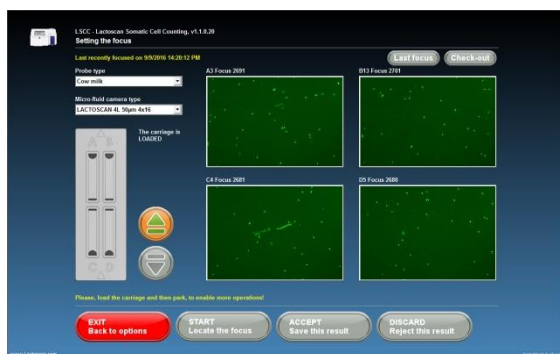 LSCC - Lactoscan Somatic Cell Counting, v1.1.0.20
Setting the focus
Last recently focused on 9/9/2016 14:20:12 PM
Last focus
Check-out
Probe type
Cow milk
Micro-fluid camera type
LACTOSCAN 4L 50µm 4x16
The carriage is
LOADED
A B
C D
A3 Focus 2691
B13 Focus 2701
C4 Focus 2681
D5 Focus 2688
Please, load the carriage and then park, to enable more operations!
EXIT
Back to options
START
Locate the focus
ACCEPT
Save this result
DISCARD
Reject this result